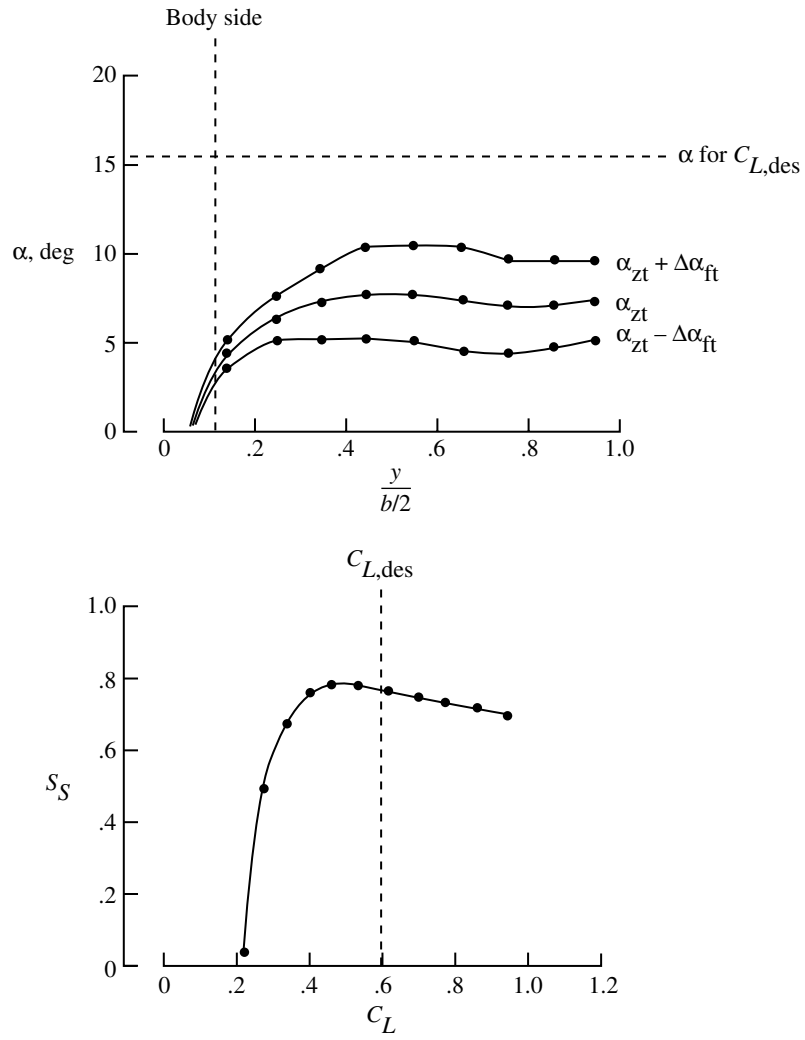 Body side
20
15
α for C_L,des
10
α, deg
α_zt + Δα_ft
α_zt
α_zt − Δα_ft
5
0
0 .2 .4 .6 .8 1.0
y
b/2
C_L,des
1.0
.8
.6
S_S
.4
.2
0
0 .2 .4 .6 .8 1.0 1.2
C_L